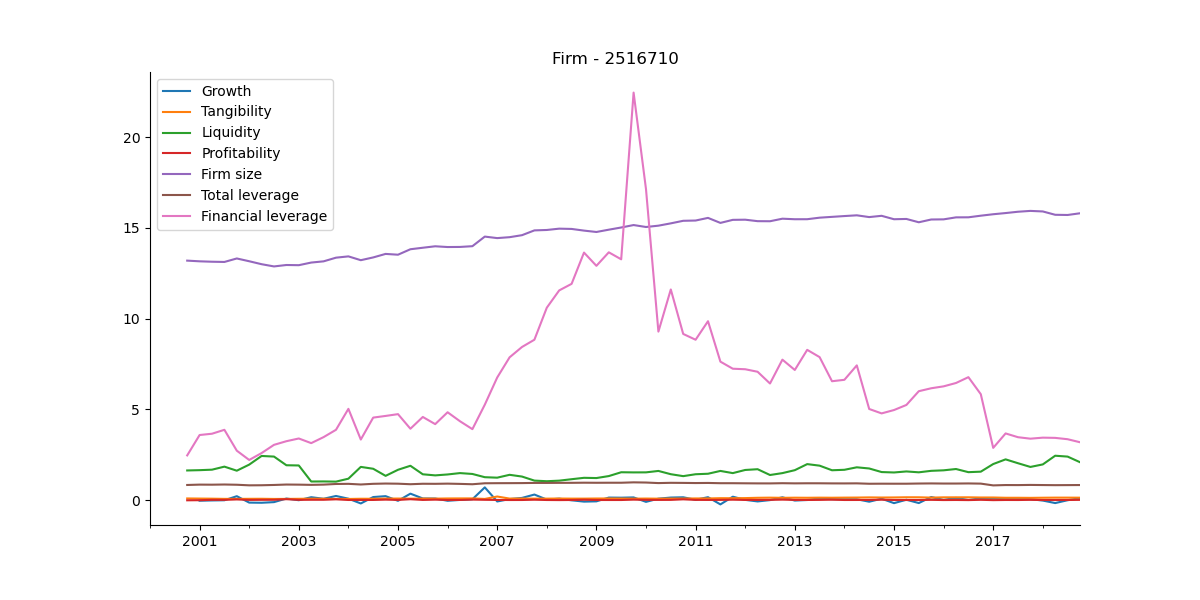 Firm - 2516710
Growth
Tangibility
Liquidity
Profitability
Firm size
Total leverage
Financial leverage
20
15
10
5
0
2001 2003 2005 2007 2009 2011 2013 2015 2017